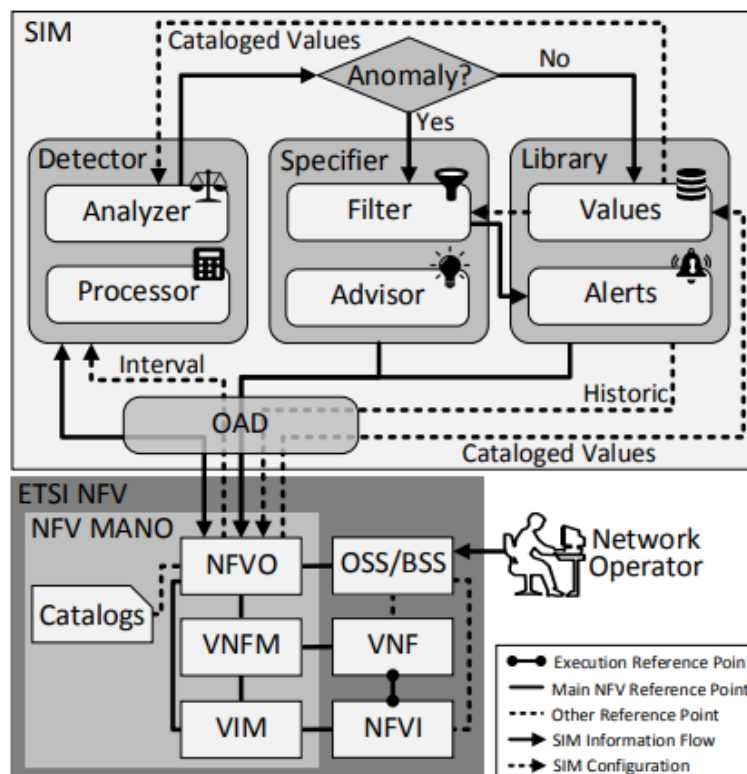 SIM
Cataloged Values
Anomaly?
No
Yes
Detector
Specifier
Library
Analyzer
Filter
Values
Processor
Advisor
Alerts
Interval
Historic
OAD
Cataloged Values
ETSI NFV
NFV MANO
NFVO
OSS/BSS
Network
Operator
Catalogs
VNFM
VNF
VIM
NFVI
Execution Reference Poin
Main NFV Reference Point
Other Reference Point
SIM Information Flow
SIM Configuration